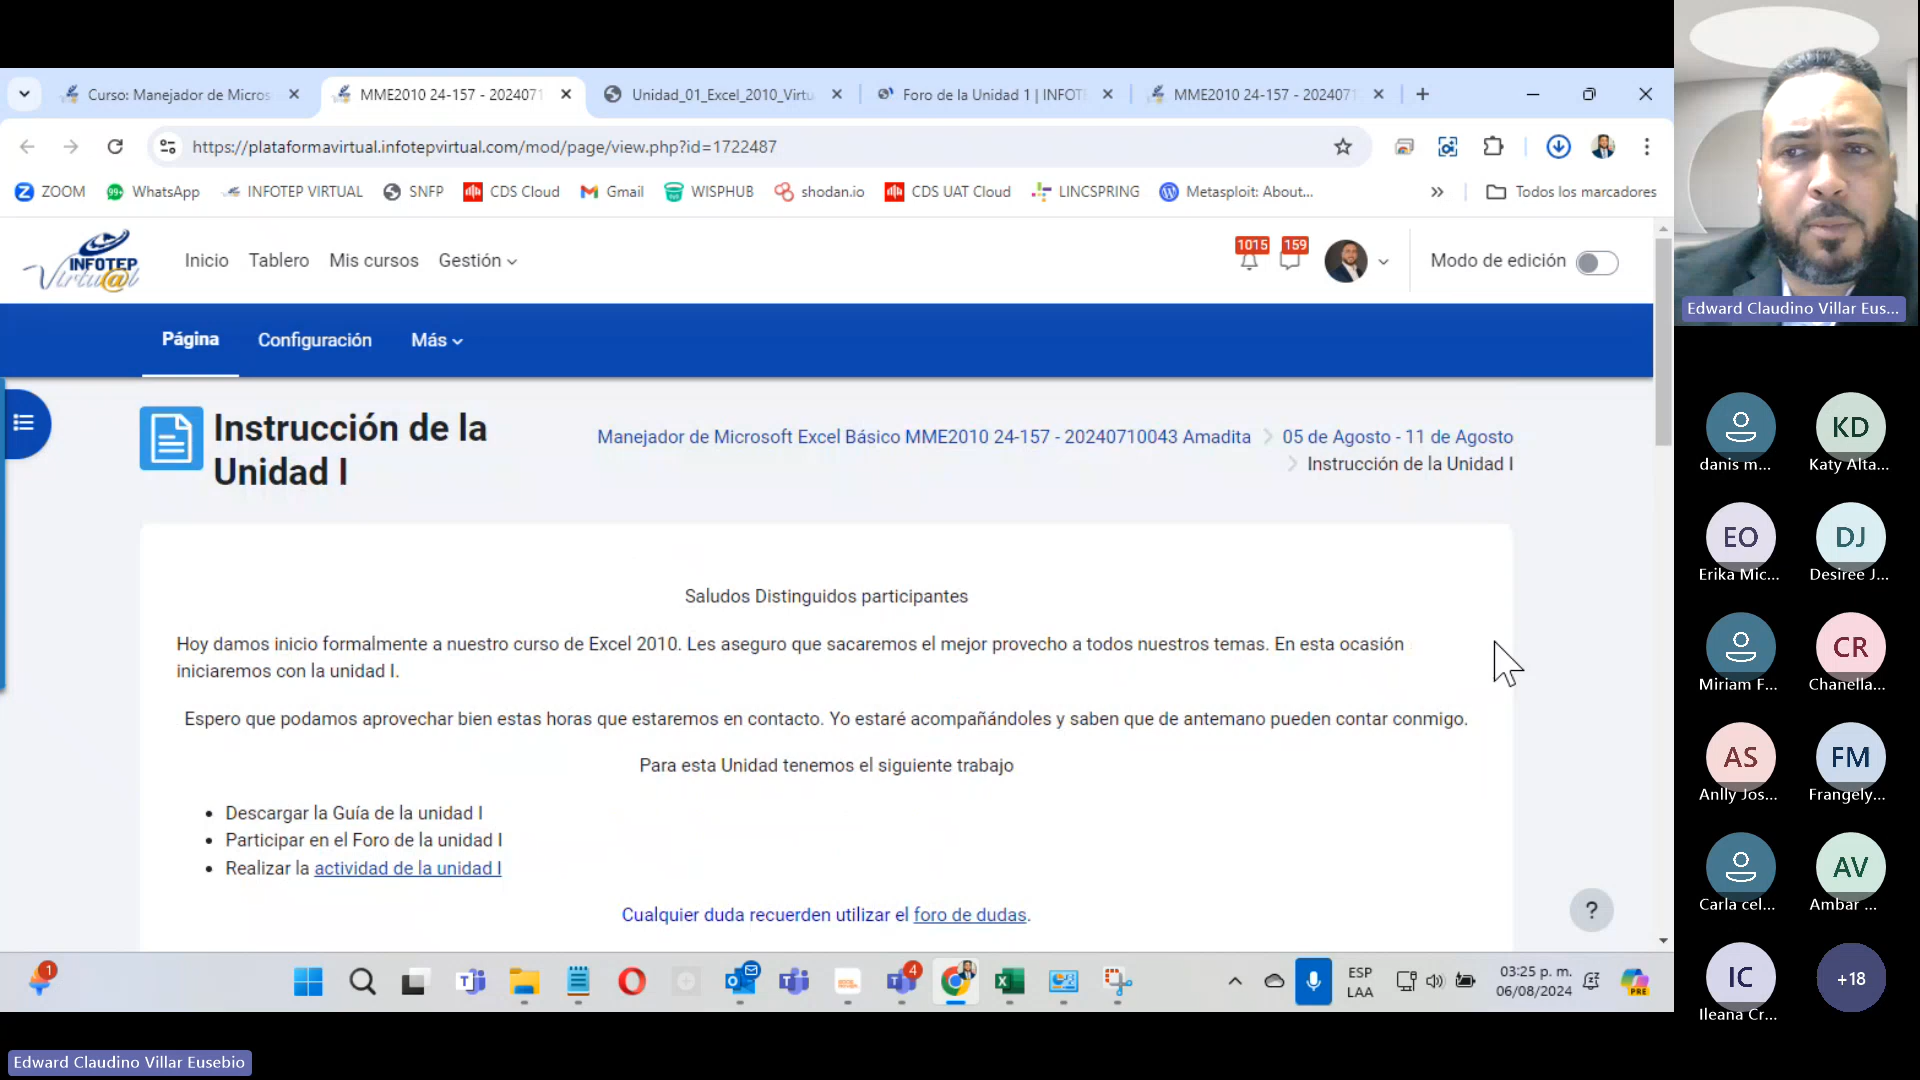 Curso: Manejador de Micros
MME2010 24-157 - 202407
Unidad_01_Excel_2010_Virtu
Foro de la Unidad 1 | INFOT
MME2010 24-157 - 202407
https://plataformavirtual.infotepvirtual.com/mod/page/view.php?id=1722487
ZOOM
99+
WhatsApp
INFOTEP VIRTUAL
SNFP
CDS Cloud
Gmail
WISPHUB
shodan.io
CDS UAT Cloud
LINCSPRING
Metasploit: About...
Todos los marcadores
INFOTEP
Virtu@l
Inicio
Tablero
Mis cursos
Gestión
1015
159
Modo de edición
Página
Configuración
Más
Instrucción de la
Unidad I
Manejador de Microsoft Excel Básico MME2010 24-157 - 20240710043 Amadita
05 de Agosto - 11 de Agosto
Instrucción de la Unidad I
Saludos Distinguidos participantes
Hoy damos inicio formalmente a nuestro curso de Excel 2010. Les aseguro que sacaremos el mejor provecho a todos nuestros temas. En esta ocasión
iniciaremos con la unidad I.
Espero que podamos aprovechar bien estas horas que estaremos en contacto. Yo estaré acompañándoles y saben que de antemano pueden contar conmigo.
Para esta Unidad tenemos el siguiente trabajo
• Descargar la Guía de la unidad I
• Participar en el Foro de la unidad I
• Realizar la actividad de la unidad I
Cualquier duda recuerden utilizar el foro de dudas.
?
1
4
ESP
LAA
03:25 p. m.
06/08/2024
PRE
Edward Claudino Villar Eus...
danis m...
KD
Katy Alta...
EO
Erika Mic...
DJ
Desiree J...
Miriam F...
CR
Chanella...
AS
Anlly Jos...
FM
Frangely...
Carla cel...
AV
Ambar ...
IC
Ileana Cr...
+18
Edward Claudino Villar Eusebio